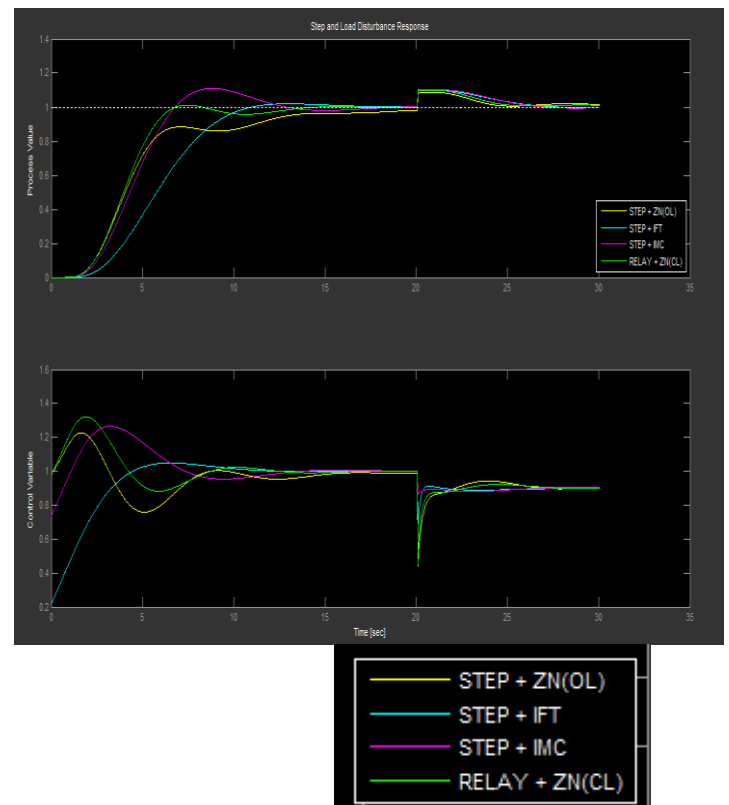 Step and Load Disturbance Response
1.4
1.2
1
0.8
0.6
0.4
0.2
0
Process Value
0 5 10 15 20 25 30 35
STEP + ZN(OL)
STEP + IFT
STEP + IMC
RELAY + ZN(CL)
1.6
1.4
1.2
1
0.8
0.6
0.4
0.2
Control Variable
0 5 10 15 20 25 30 35
Time [sec]
STEP + ZN(OL)
STEP + IFT
STEP + IMC
RELAY + ZN(CL)